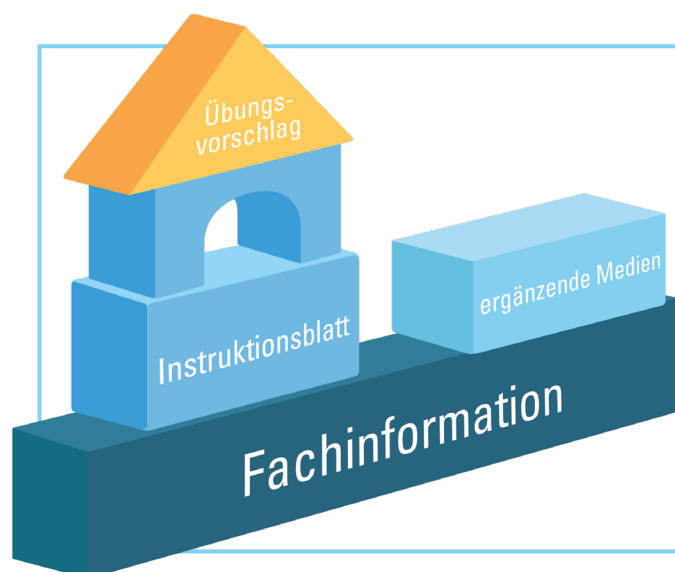 Übungs-
vorschlag
Instruktionsblatt
ergänzende Medien
Fachinformation